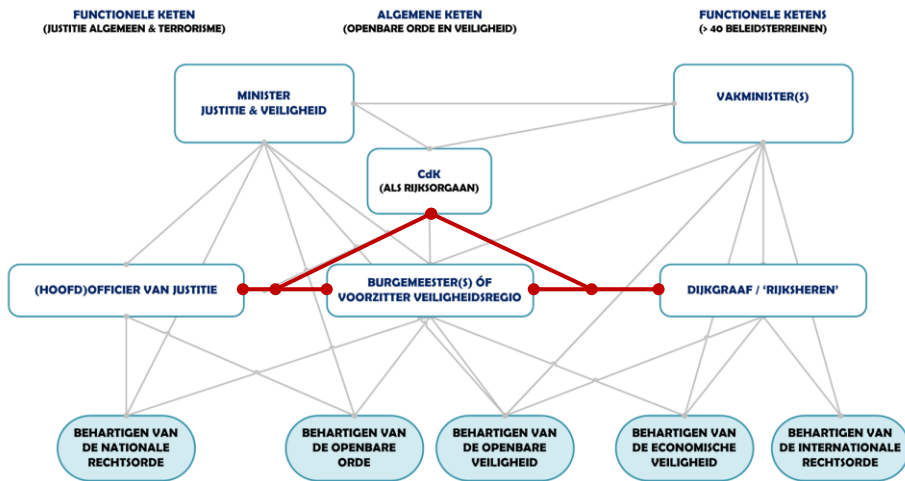 FUNCTIONELE KETEN
(JUSTITIE ALGEMEEN & TERRORISME)
ALGEMENE KETEN
(OPENBARE ORDE EN VEILIGHEID)
FUNCTIONELE KETENS
(> 40 BELEIDSTERREINEN)
MINISTER
JUSTITIE & VEILIGHEID
VAKMINISTER(S)
CdK
(ALS RIJKSORGAAN)
(HOOFD)OFFICIER VAN JUSTITIE
BURGEMEESTER(S) ÓF
VOORZITTER VEILIGHEIDSREGIO
DIJKGRAAF / ‘RIJKSHEREN’
BEHARTIGEN VAN
DE NATIONALE
RECHTSORDE
BEHARTIGEN VAN
DE OPENBARE
ORDE
BEHARTIGEN VAN
DE OPENBARE
VEILIGHEID
BEHARTIGEN VAN
DE ECONOMISCHE
VEILIGHEID
BEHARTIGEN VAN
DE INTERNATIONALE
RECHTSORDE